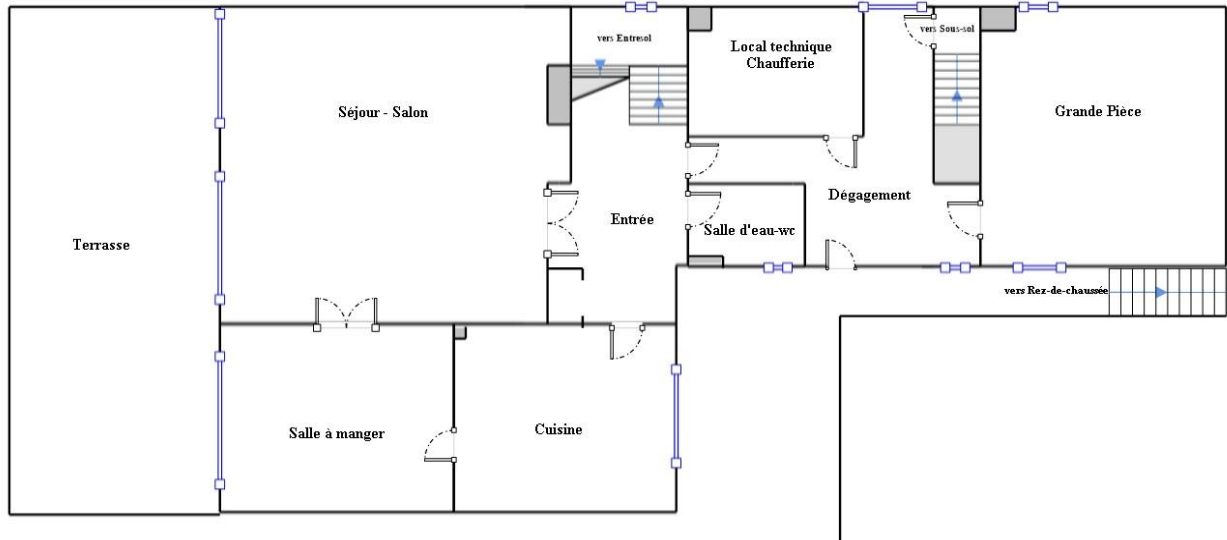 vers Entresol
vers Sous-sol
Local technique
Chaufferie
Séjour - Salon
Grande Pièce
Dégagement
Entrée
Salle d'eau-wc
Terrasse
vers Rez-de-chaussée
Salle à manger
Cuisine